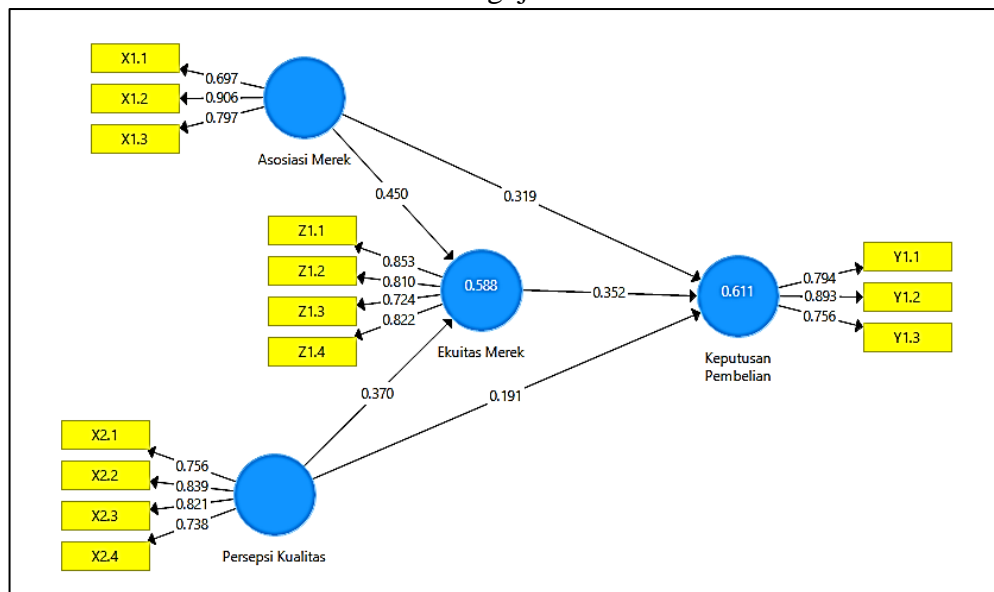 X1.1
X1.2
X1.3
0.697
0.906
0.797
Asosiasi Merek
0.450
0.319
Z1.1
Z1.2
Z1.3
Z1.4
0.853
0.810
0.724
0.822
0.588
Ekuitas Merek
0.352
0.611
Keputusan
Pembelian
0.794
0.893
0.756
Y1.1
Y1.2
Y1.3
0.370
0.191
X2.1
X2.2
X2.3
X2.4
0.756
0.839
0.821
0.738
Persepsi Kualitas